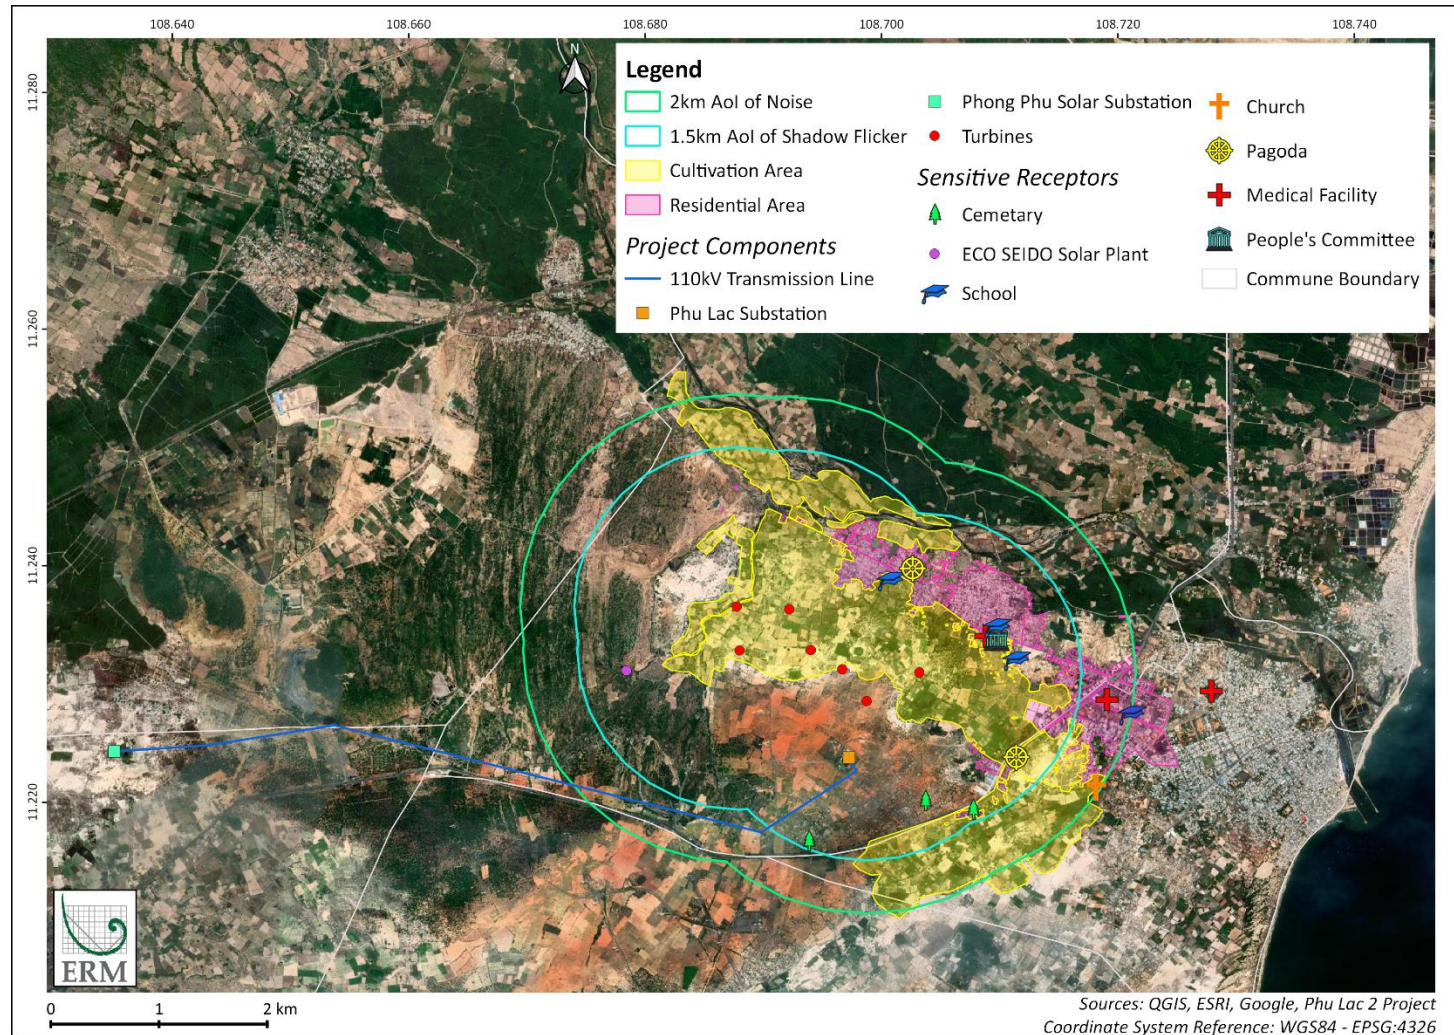 108.640 108.660 108.680 108.700 108.720 108.740
11.280
11.260
11.240
11.220
N
Legend
2km AoI of Noise
1.5km AoI of Shadow Flicker
Cultivation Area
Residential Area
Project Components
110kV Transmission Line
Phu Lac Substation
Phong Phu Solar Substation
Turbines
Sensitive Receptors
Cemetary
ECO SEIDO Solar Plant
School
Church
Pagoda
Medical Facility
People's Committee
Commune Boundary
ERM
0 1 2 km
Sources: QGIS, ESRI, Google, Phu Lac 2 Project
Coordinate System Reference: WGS84 - EPSG:4326